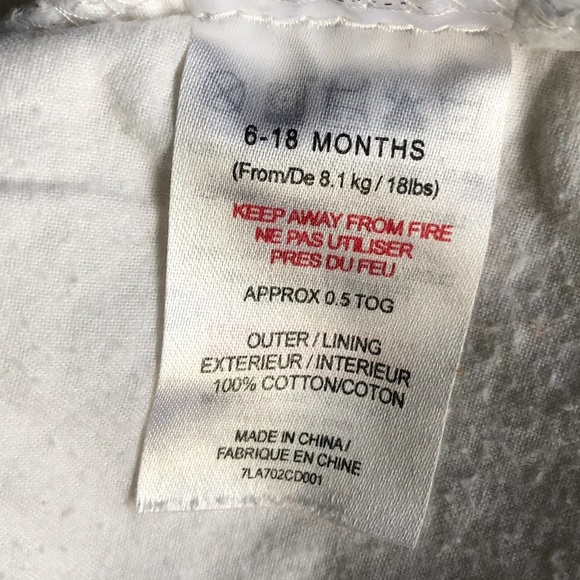 6-18 MONTHS
(From/De 8.1 kg / 18lbs)
KEEP AWAY FROM FIRE
NE PAS UTILISER
PRES DU FEU
APPROX 0.5 TOG
OUTER / LINING
EXTERIEUR / INTERIEUR
100% COTTON/COTON
MADE IN CHINA /
FABRIQUE EN CHINE
7LA702CD001